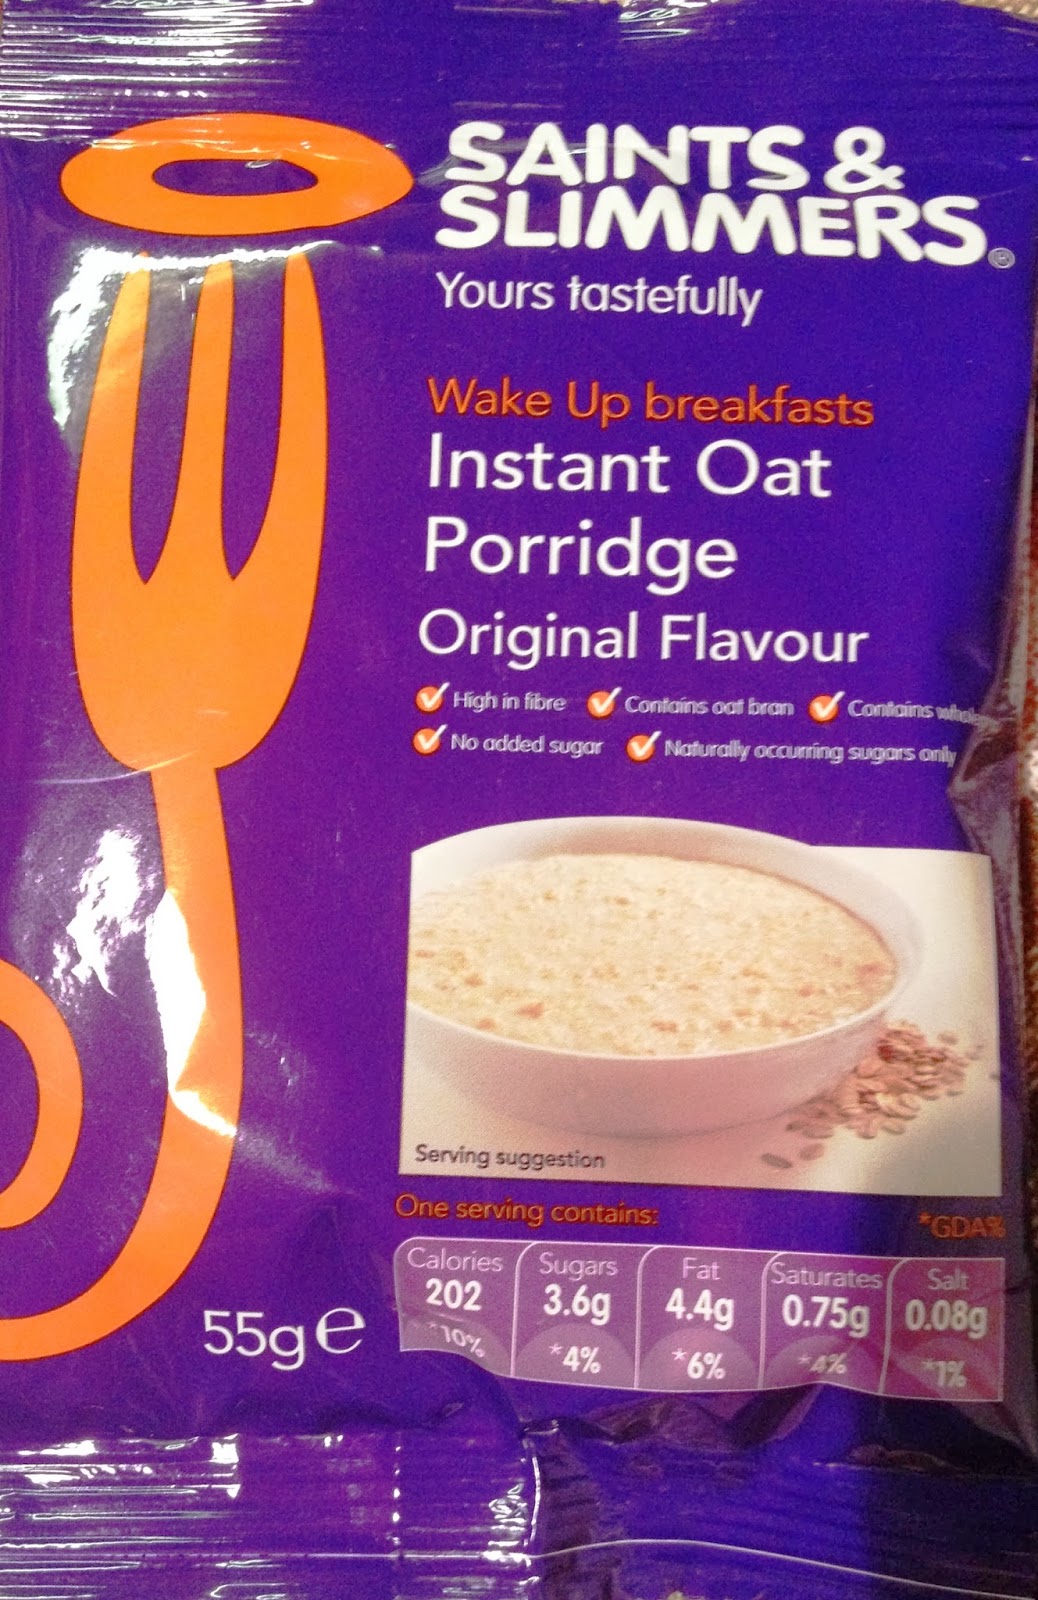 SAINTS &
SLIMMERS®
Yours tastefully
Wake Up breakfasts
Instant Oat
Porridge
Original Flavour
High in fibre Contains oat bran Contains
No added sugar Naturally occurring sugars only
Serving suggestion
One serving contains: *GDA%
Calories Sugars Fat Saturates Salt
202 3.6g 4.4g 0.75g 0.08g
*10% *4% *6% *4% *1%
55g e